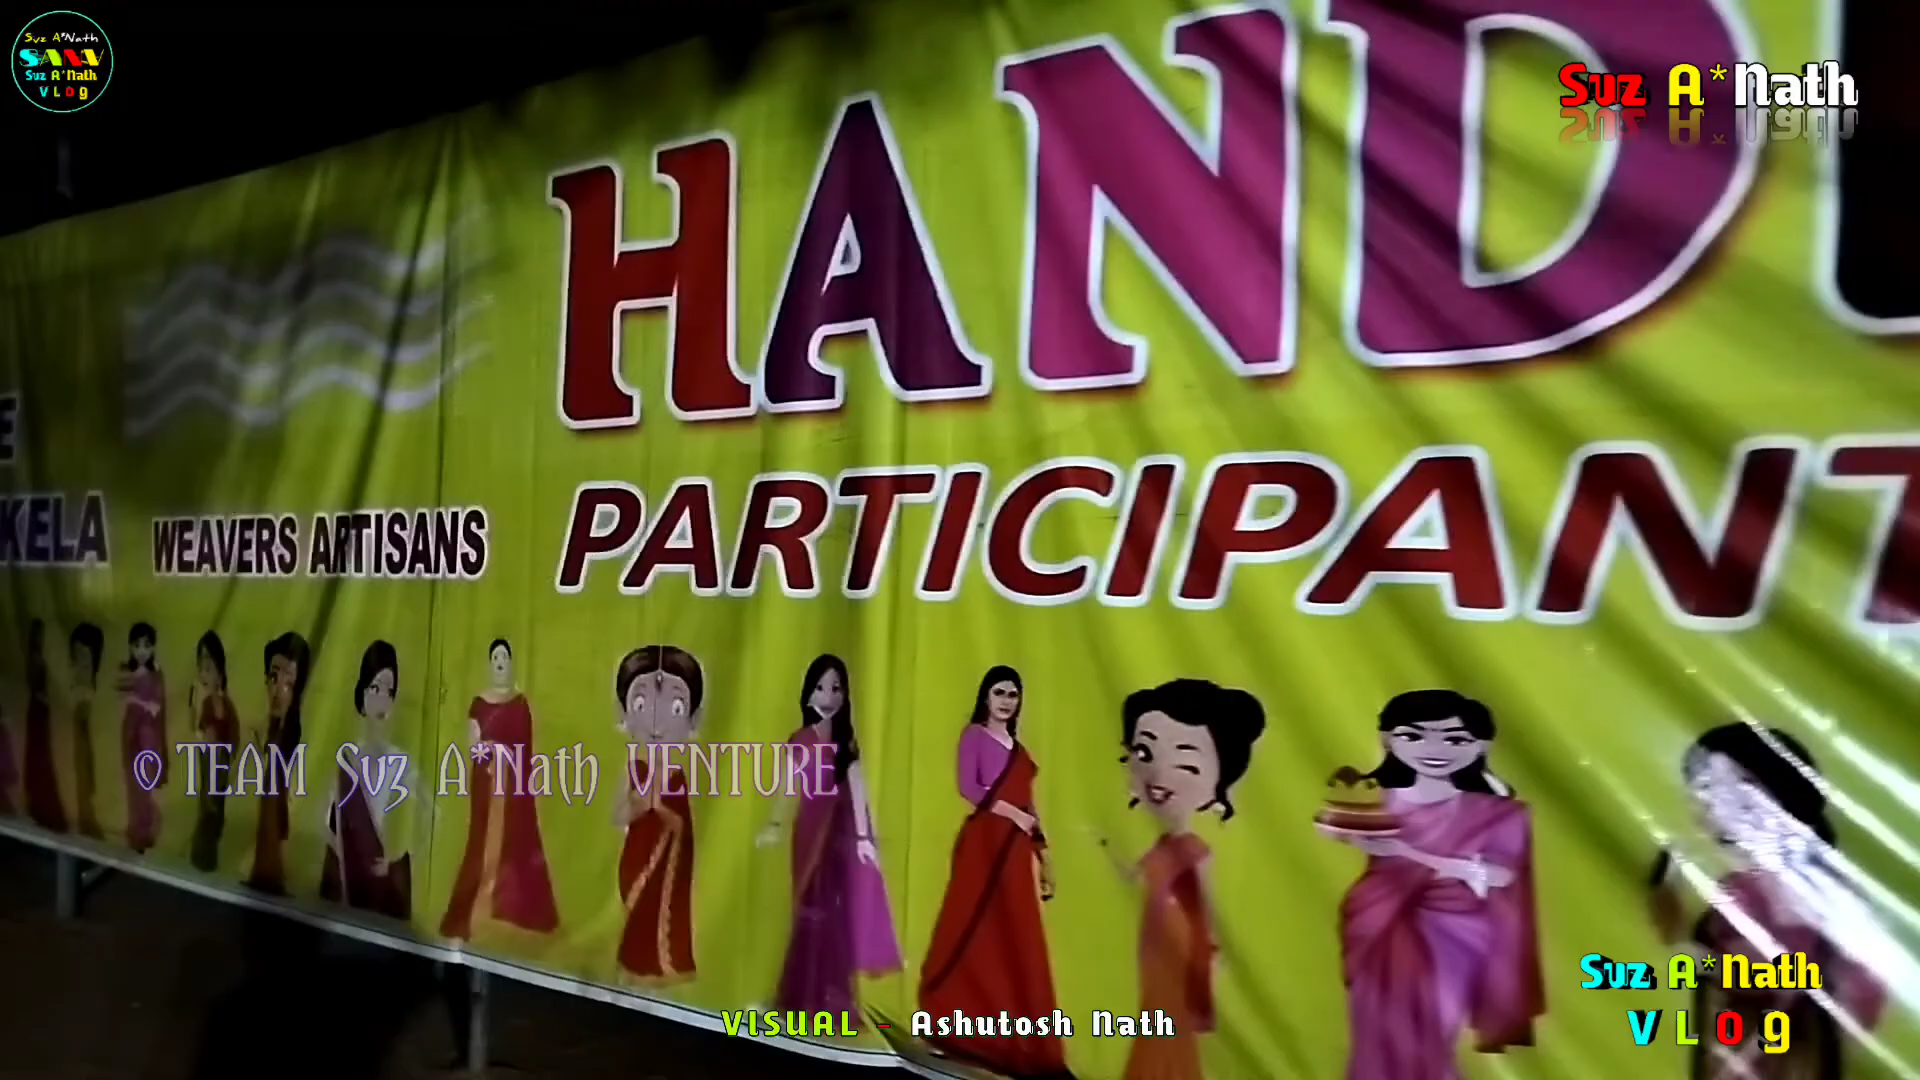 Suz A*Nath
SANV
Suz A*Nath
Vlog
Suz A*Nath
HAND
KELA
WEAVERS ARTISANS
PARTICIPANT
© TEAM Suz A*Nath VENTURE
Suz A*Nath
Vlog
VISUAL - Ashutosh Nath